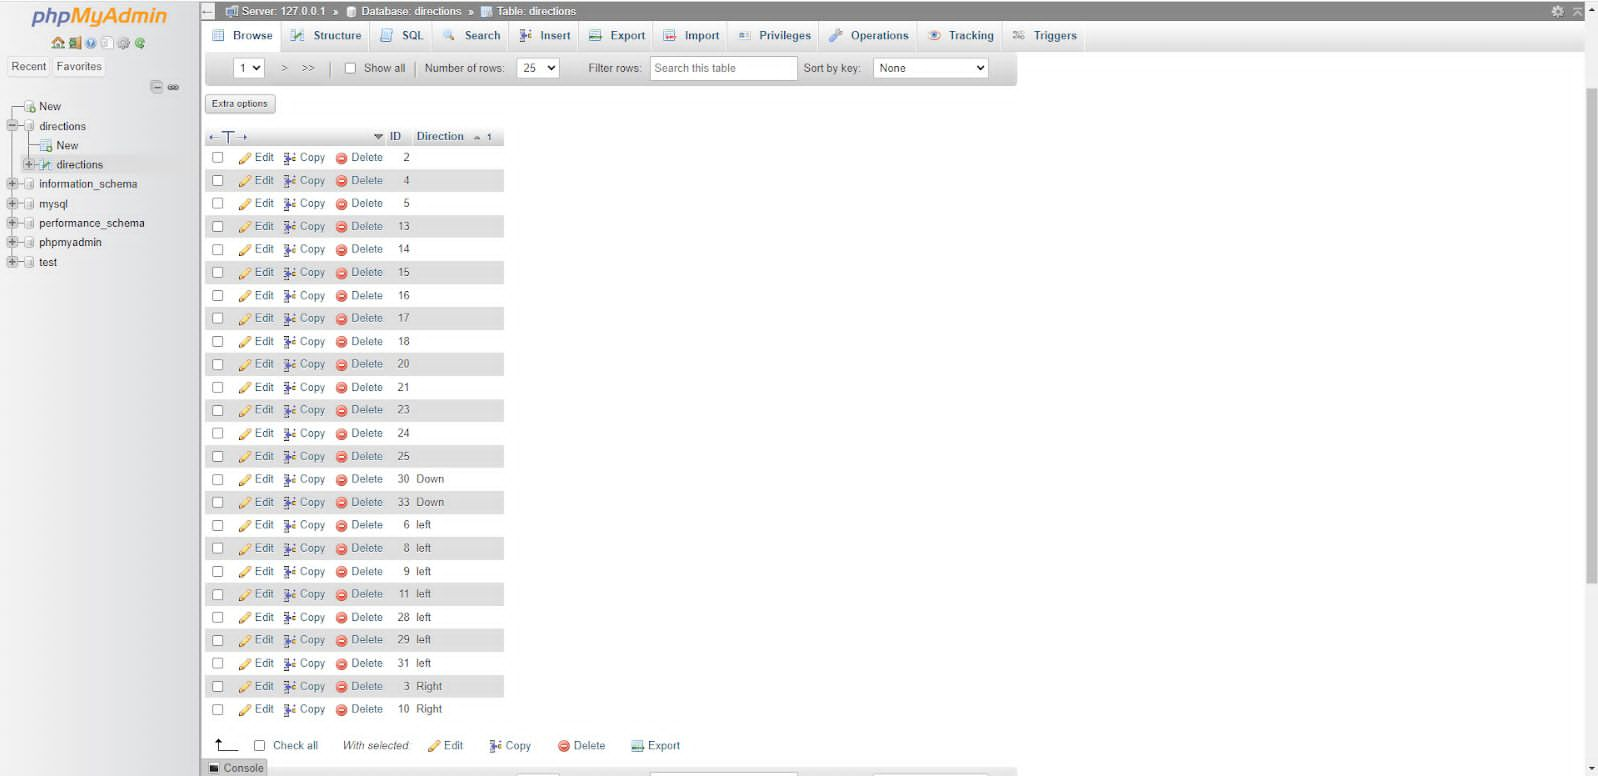 phpMyAdmin
Recent Favorites
New
directions
New
directions
information_schema
mysql
performance_schema
phpmyadmin
test
Server: 127.0.0.1 » Database: directions » Table: directions
Browse Structure SQL Search Insert Export Import Privileges Operations Tracking Triggers
1 > >> Show all Number of rows: 25 Filter rows: Search this table Sort by key: None
Extra options
ID Direction 1
Edit Copy Delete 2
Edit Copy Delete 4
Edit Copy Delete 5
Edit Copy Delete 13
Edit Copy Delete 14
Edit Copy Delete 15
Edit Copy Delete 16
Edit Copy Delete 17
Edit Copy Delete 18
Edit Copy Delete 20
Edit Copy Delete 21
Edit Copy Delete 23
Edit Copy Delete 24
Edit Copy Delete 25
Edit Copy Delete 30 Down
Edit Copy Delete 33 Down
Edit Copy Delete 6 left
Edit Copy Delete 8 left
Edit Copy Delete 9 left
Edit Copy Delete 11 left
Edit Copy Delete 28 left
Edit Copy Delete 29 left
Edit Copy Delete 31 left
Edit Copy Delete 3 Right
Edit Copy Delete 10 Right
Check all With selected: Edit Copy Delete Export
Console